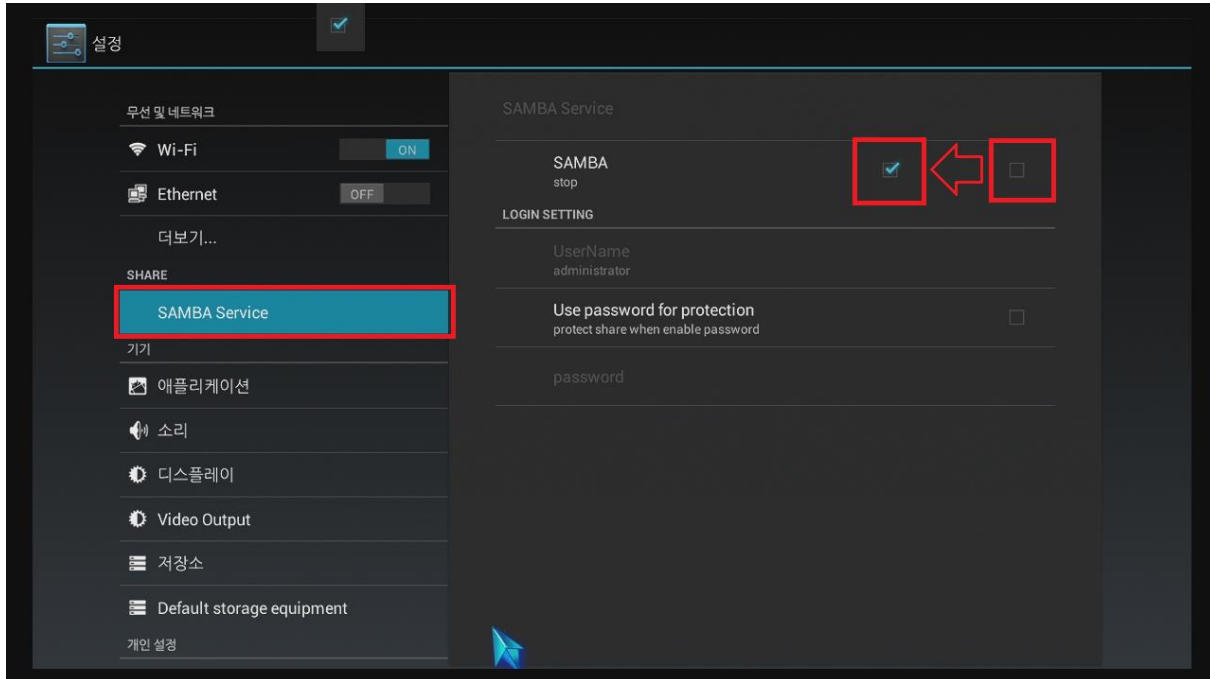 설정
무선 및 네트워크
Wi-Fi
ON
Ethernet
OFF
더보기...
SHARE
SAMBA Service
기기
애플리케이션
소리
디스플레이
Video Output
저장소
Default storage equipment
개인 설정
SAMBA Service
SAMBA
stop
LOGIN SETTING
UserName
administrator
Use password for protection
protect share when enable password
password